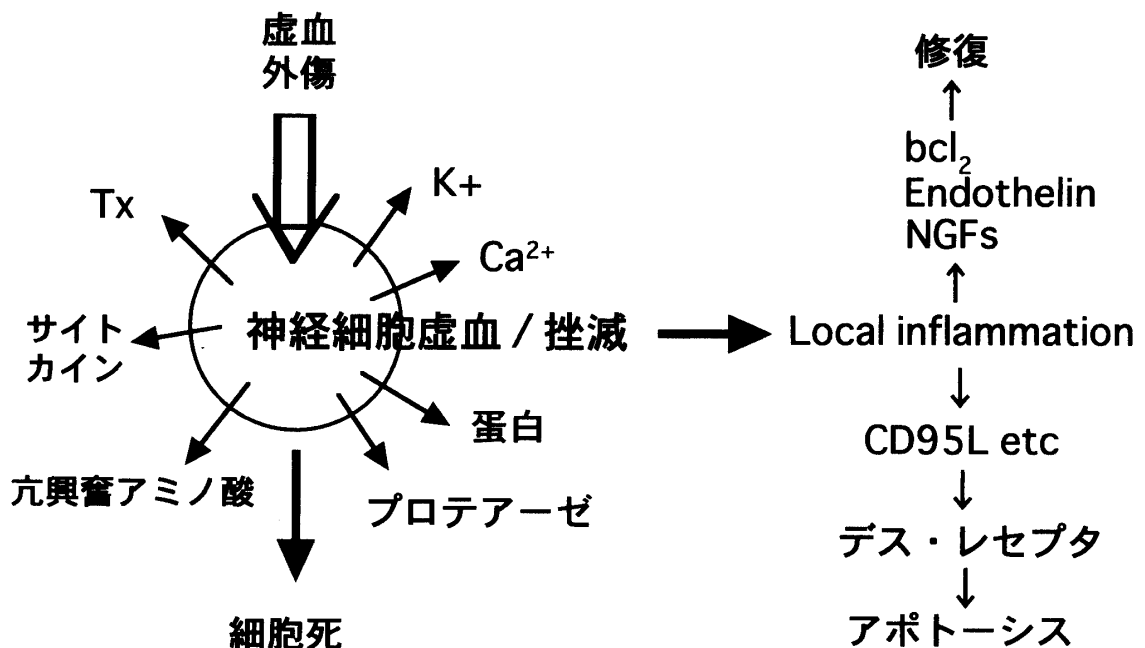 虚血
外傷
Tx
K+
Ca²⁺
サイト
カイン
神経細胞虚血 / 挫滅
亢興奮アミノ酸
蛋白
プロテアーゼ
細胞死
修復
bcl₂
Endothelin
NGFs
Local inflammation
CD95L etc
デス・レセプタ
アポトーシス